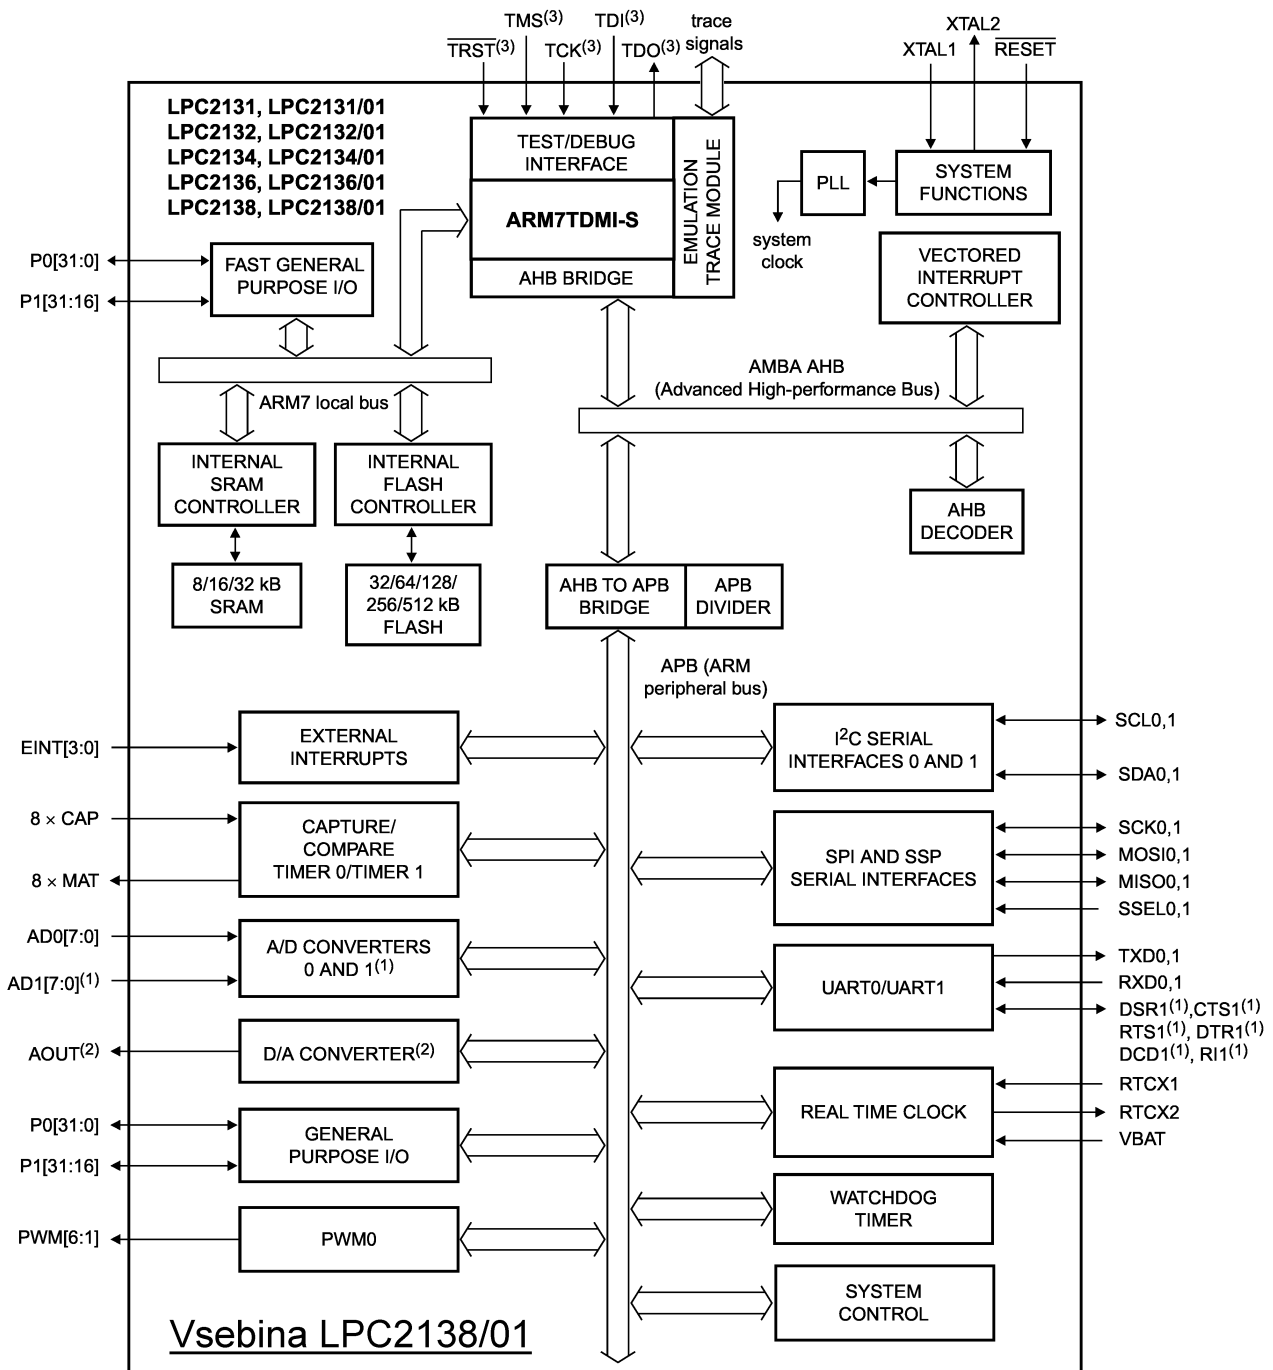 TMS(3)
TDI(3)
trace
signals
XTAL2
TRST(3)
TCK(3)
TDO(3)
XTAL1
RESET
LPC2131, LPC2131/01
LPC2132, LPC2132/01
LPC2134, LPC2134/01
LPC2136, LPC2136/01
LPC2138, LPC2138/01
TEST/DEBUG
INTERFACE
ARM7TDMI-S
AHB BRIDGE
EMULATION
TRACE MODULE
PLL
SYSTEM
FUNCTIONS
system
clock
VECTORED
INTERRUPT
CONTROLLER
P0[31:0]
P1[31:16]
FAST GENERAL
PURPOSE I/O
ARM7 local bus
AMBA AHB
(Advanced High-performance Bus)
INTERNAL
SRAM
CONTROLLER
INTERNAL
FLASH
CONTROLLER
AHB
DECODER
8/16/32 kB
SRAM
32/64/128/
256/512 kB
FLASH
AHB TO APB
BRIDGE
APB
DIVIDER
APB (ARM
peripheral bus)
EINT[3:0]
EXTERNAL
INTERRUPTS
I2C SERIAL
INTERFACES 0 AND 1
SCL0,1
SDA0,1
8 × CAP
8 × MAT
CAPTURE/
COMPARE
TIMER 0/TIMER 1
SPI AND SSP
SERIAL INTERFACES
SCK0,1
MOSI0,1
MISO0,1
SSEL0,1
AD0[7:0]
AD1[7:0](1)
A/D CONVERTERS
0 AND 1(1)
UART0/UART1
TXD0,1
RXD0,1
DSR1(1),CTS1(1)
RTS1(1), DTR1(1)
DCD1(1), RI1(1)
AOUT(2)
D/A CONVERTER(2)
REAL TIME CLOCK
RTCX1
RTCX2
VBAT
P0[31:0]
P1[31:16]
GENERAL
PURPOSE I/O
WATCHDOG
TIMER
PWM[6:1]
PWM0
SYSTEM
CONTROL
Vsebina LPC2138/01